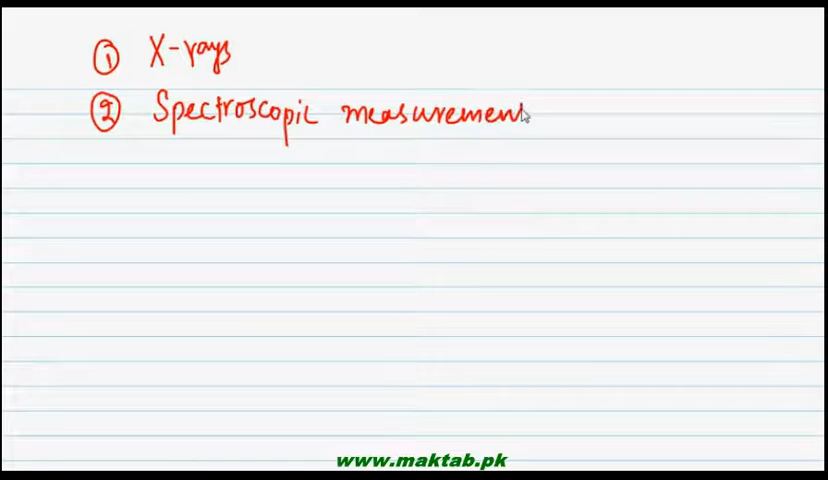 ① X-rays
② Spectroscopic measurement
www.maktab.pk